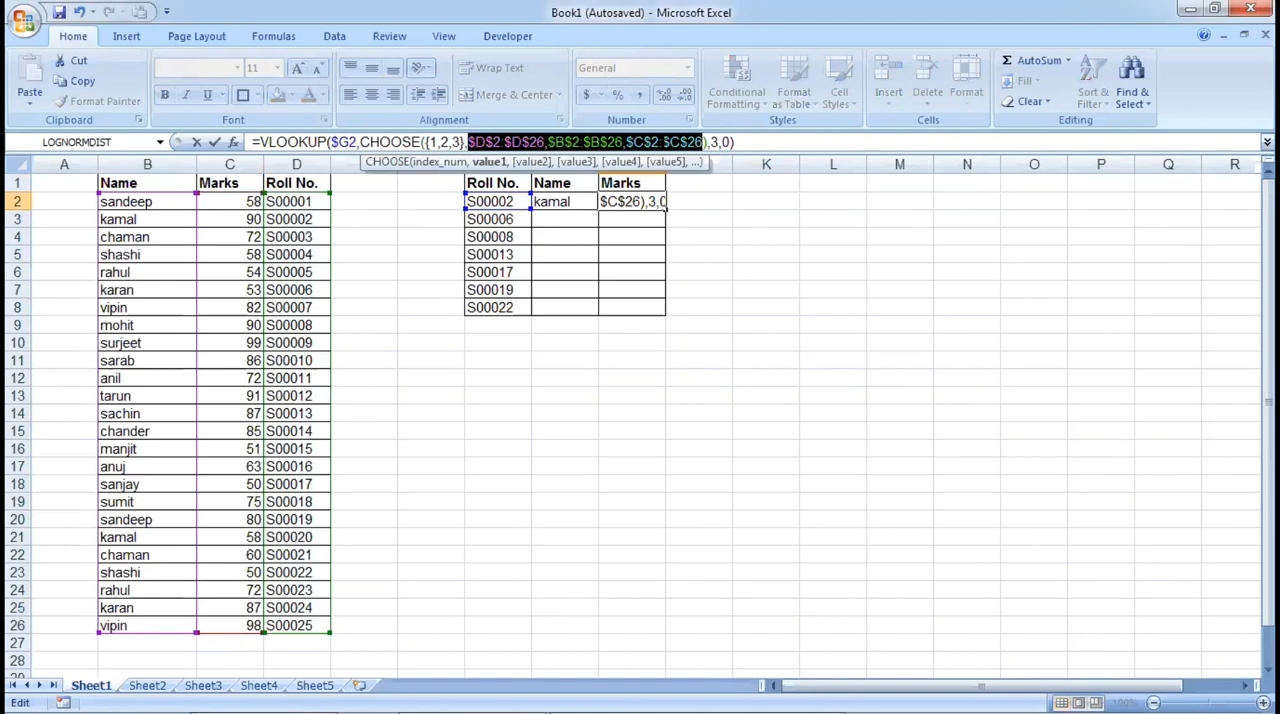 Book1 (Autosaved) - Microsoft Excel
Home Insert Page Layout Formulas Data Review View Developer
Cut
Copy
Format Painter
Paste
Clipboard
11 A A
B I U A
Font
Wrap Text
Merge & Center
Alignment
General
$ % ,
Number
Conditional Formatting
Format as Table
Cell Styles
Styles
Insert Delete Format
Cells
Σ AutoSum
Fill
Clear
Sort & Filter
Find & Select
Editing
LOGNORMDIST =VLOOKUP($G2,CHOOSE({1,2,3},$D$2:$D$26,$B$2:$B$26,$C$2:$C$26),3,0)
CHOOSE(index_num, value1, [value2], [value3], [value4], [value5], ...)
A B C D K L M N O P Q R
1 Name Marks Roll No. Roll No. Name Marks
2 sandeep 58 S00001 S00002 kamal $C$26),3,0
3 kamal 90 S00002 S00006
4 chaman 72 S00003 S00008
5 shashi 58 S00004 S00013
6 rahul 54 S00005 S00017
7 karan 53 S00006 S00019
8 vipin 82 S00007 S00022
9 mohit 90 S00008
10 surjeet 99 S00009
11 sarab 86 S00010
12 anil 72 S00011
13 tarun 91 S00012
14 sachin 87 S00013
15 chander 85 S00014
16 manjit 51 S00015
17 anuj 63 S00016
18 sanjay 50 S00017
19 sumit 75 S00018
20 sandeep 80 S00019
21 kamal 58 S00020
22 chaman 60 S00021
23 shashi 50 S00022
24 rahul 72 S00023
25 karan 87 S00024
26 vipin 98 S00025
27
28
Sheet1 Sheet2 Sheet3 Sheet4 Sheet5
Edit 100%